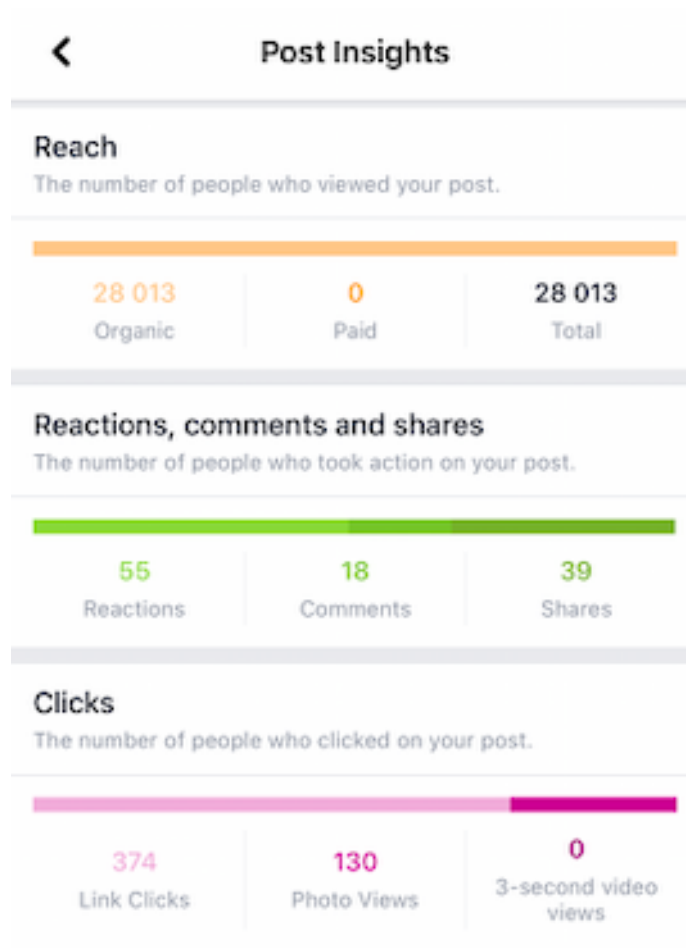 Post Insights
Reach
The number of people who viewed your post.
28 013
0
28 013
Organic
Paid
Total
Reactions, comments and shares
The number of people who took action on your post.
55
18
39
Reactions
Comments
Shares
Clicks
The number of people who clicked on your post.
374
130
0
Link Clicks
Photo Views
3-second video
views